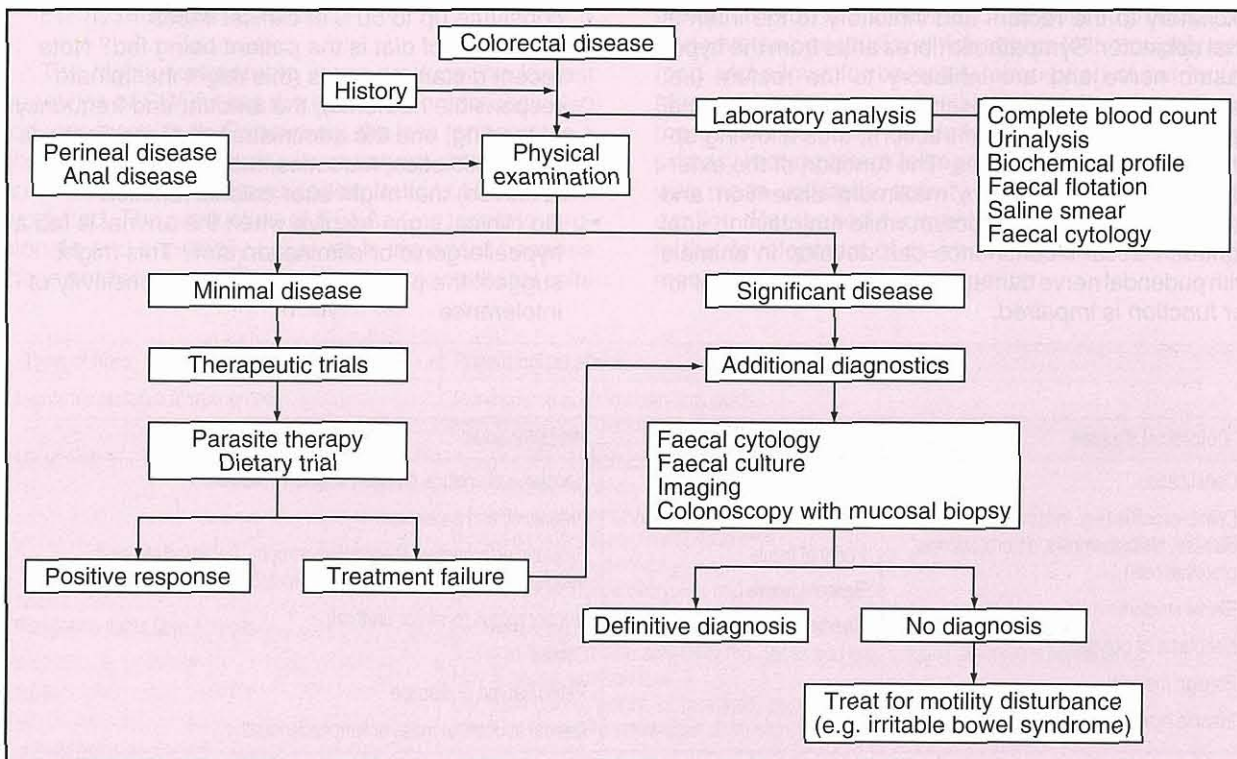 Colorectal disease
History
Laboratory analysis
Complete blood count
Urinalysis
Biochemical profile
Faecal flotation
Saline smear
Faecal cytology
Perineal disease
Anal disease
Physical
examination
Minimal disease
Significant disease
Therapeutic trials
Additional diagnostics
Parasite therapy
Dietary trial
Faecal cytology
Faecal culture
Imaging
Colonoscopy with mucosal biopsy
Positive response
Treatment failure
Definitive diagnosis
No diagnosis
Treat for motility disturbance
(e.g. irritable bowel syndrome)